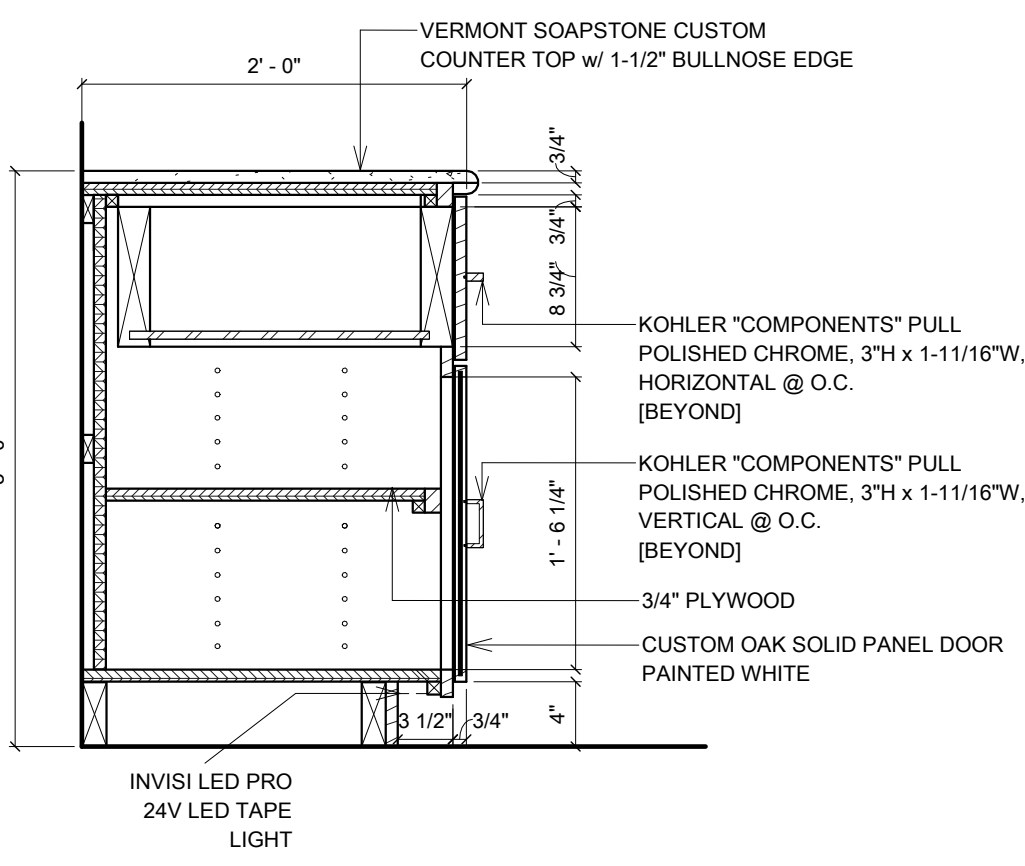 VERMONT SOAPSTONE CUSTOM
COUNTER TOP w/ 1-1/2" BULLNOSE EDGE
2' - 0"
3/4"
3/4"
8 3/4"
KOHLER "COMPONENTS" PULL
POLISHED CHROME, 3"H x 1-11/16"W,
HORIZONTAL @ O.C.
[BEYOND]
KOHLER "COMPONENTS" PULL
POLISHED CHROME, 3"H x 1-11/16"W,
VERTICAL @ O.C.
[BEYOND]
1' - 6 1/4"
3/4" PLYWOOD
CUSTOM OAK SOLID PANEL DOOR
PAINTED WHITE
3 1/2"
3/4"
4"
INVISI LED PRO
24V LED TAPE
LIGHT